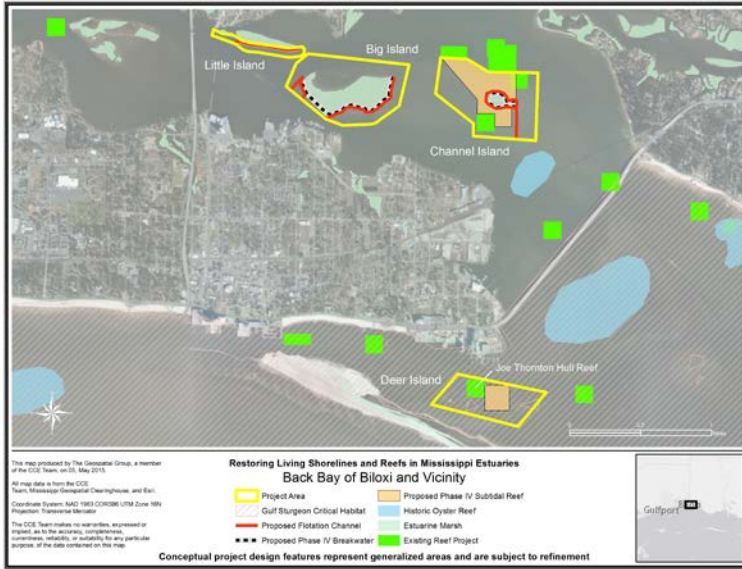 Big Island
Little Island
Channel Island
Joe Thornton Hull Reef
Deer Island
This map produced by The Geospatial Group, a member
of the CCE Team, on 05, May 2015.
All map data is from the CCE
Team, Mississippi Geospatial Clearinghouse, and Esri.
Coordinate System: NAD 1983 CORS96 UTM Zone 16N
Projection: Transverse Mercator
The CCE Team makes no warranties, expressed or
implied, as to the accuracy, completeness,
currentness, reliability, or suitability for any particular
purpose, of the data contained on this map.
Restoring Living Shorelines and Reefs in Mississippi Estuaries
Back Bay of Biloxi and Vicinity
Project Area
Gulf Sturgeon Critical Habitat
Proposed Flotation Channel
Proposed Phase IV Breakwater
Proposed Phase IV Subtidal Reef
Historic Oyster Reef
Estuarine Marsh
Existing Reef Project
Conceptual project design features represent generalized areas and are subject to refinement
Gulfport